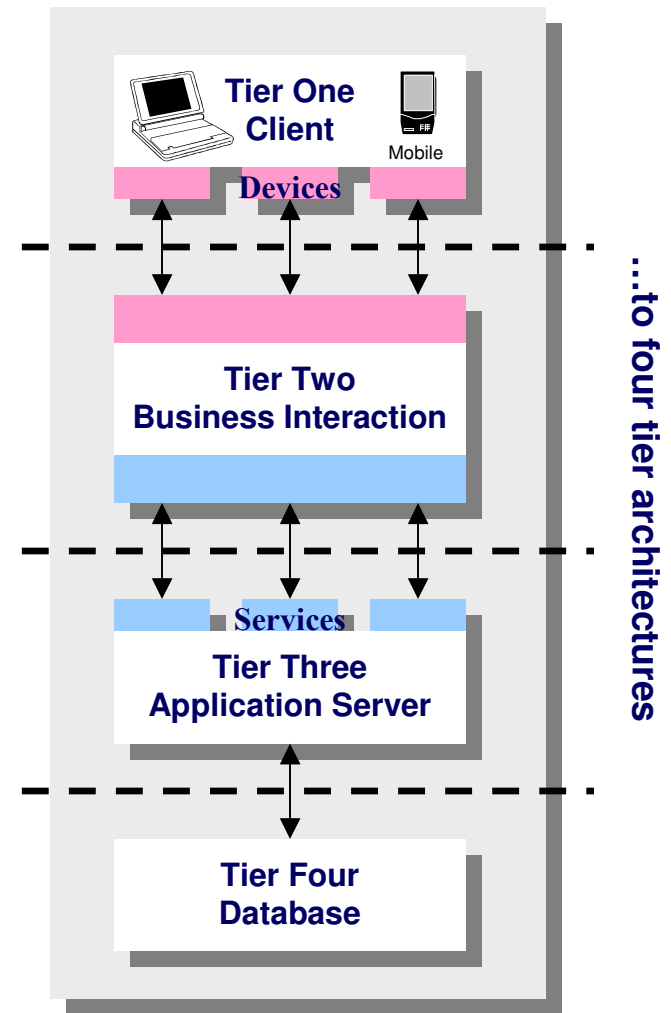 Tier One
Client
Mobile
Devices
Tier Two
Business Interaction
Services
Tier Three
Application Server
Tier Four
Database
…to four tier architectures